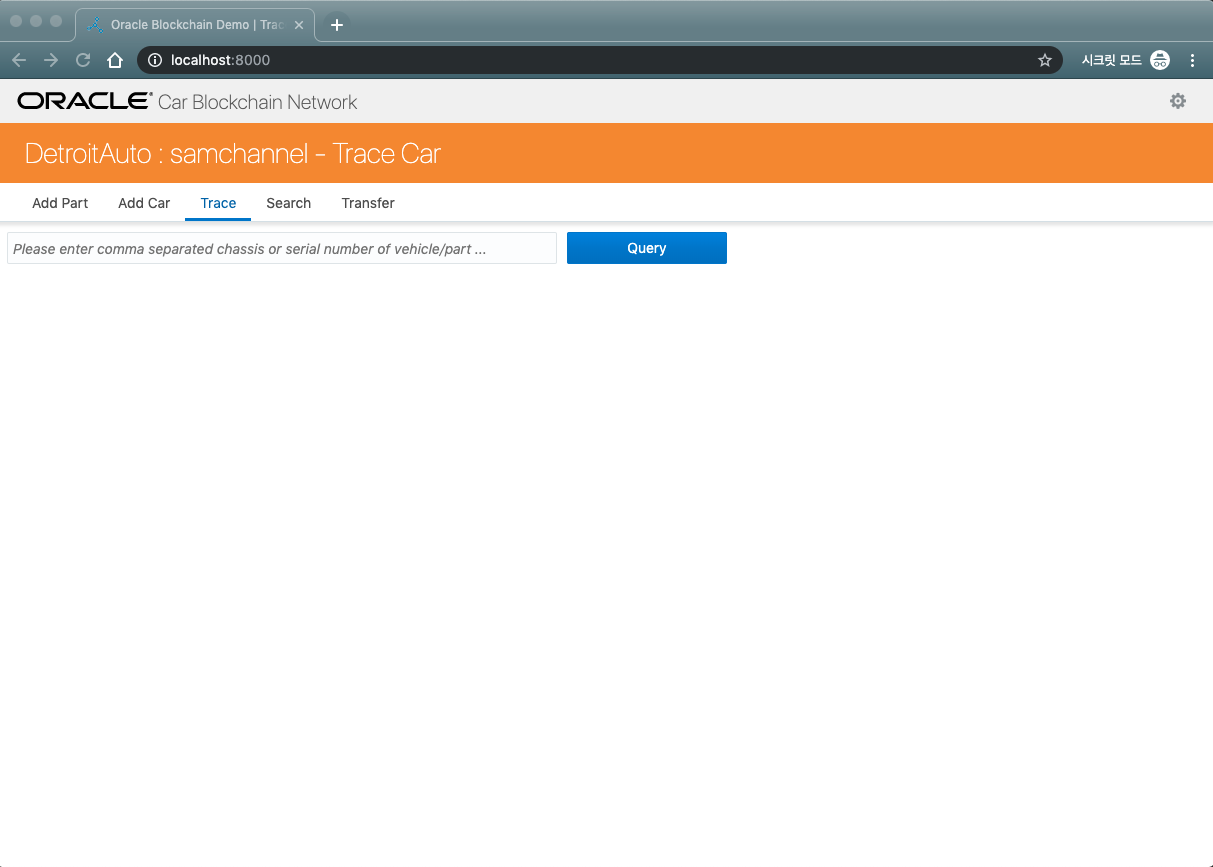 Oracle Blockchain Demo | Trac
localhost:8000
시크릿 모드
ORACLE® Car Blockchain Network
DetroitAuto : samchannel - Trace Car
Add Part Add Car Trace Search Transfer
Please enter comma separated chassis or serial number of vehicle/part ... Query